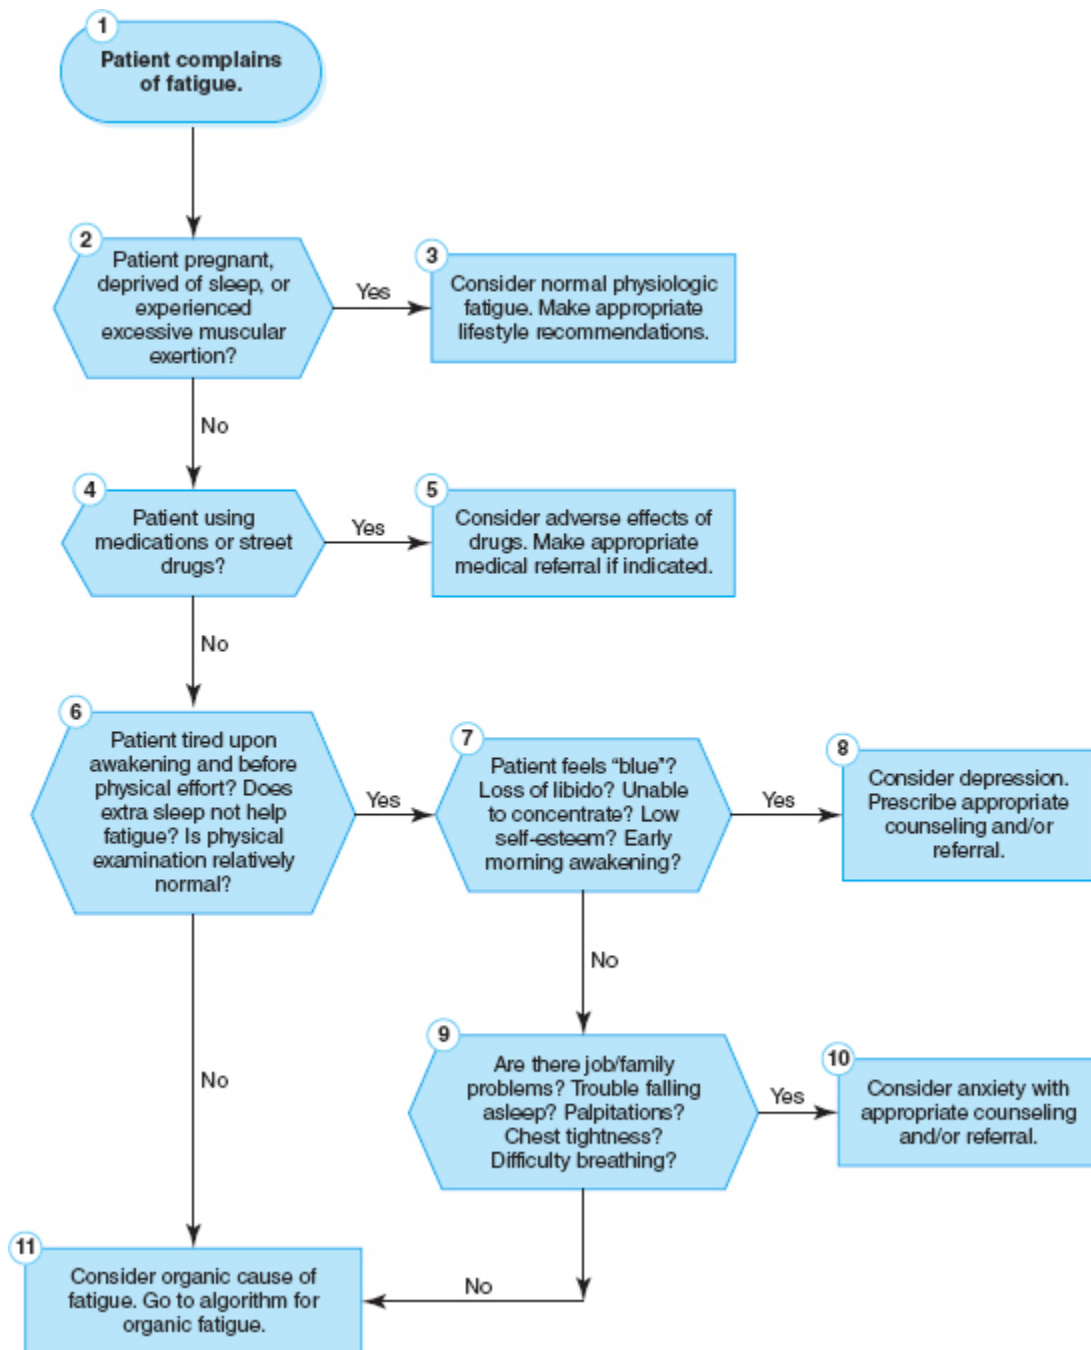 1
Patient complains
of fatigue.
2
Patient pregnant,
deprived of sleep, or
experienced
excessive muscular
exertion?
Yes
3
Consider normal physiologic
fatigue. Make appropriate
lifestyle recommendations.
No
4
Patient using
medications or street
drugs?
Yes
5
Consider adverse effects of
drugs. Make appropriate
medical referral if indicated.
No
6
Patient tired upon
awakening and before
physical effort? Does
extra sleep not help
fatigue? Is physical
examination relatively
normal?
Yes
7
Patient feels “blue”?
Loss of libido? Unable
to concentrate? Low
self-esteem? Early
morning awakening?
Yes
8
Consider depression.
Prescribe appropriate
counseling and/or
referral.
No
9
Are there job/family
problems? Trouble falling
asleep? Palpitations?
Chest tightness?
Difficulty breathing?
Yes
10
Consider anxiety with
appropriate counseling
and/or referral.
No
11
Consider organic cause of
fatigue. Go to algorithm for
organic fatigue.
No